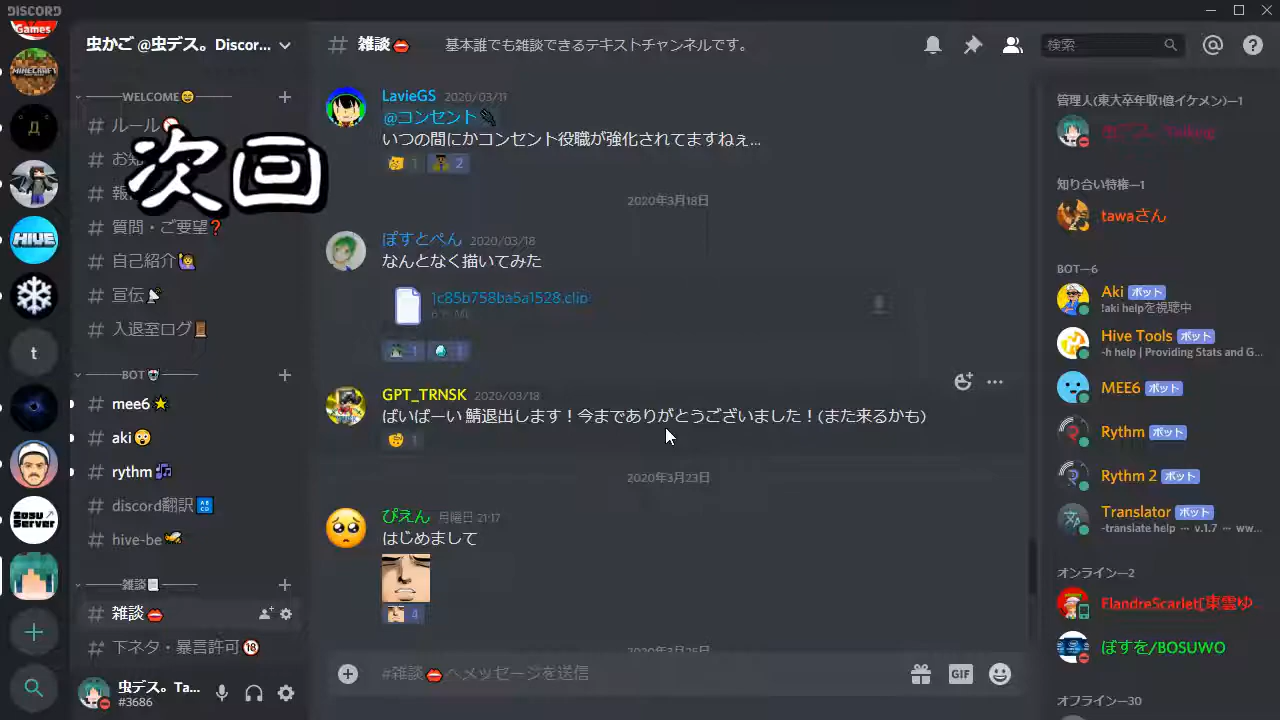 DISCORD
Games
MINECRAFT
Д
HIVE
t
Zosu
Server
虫かご @虫デス。Discor...
WELCOME😄
# ルール
# お知
# 報
# 質問・ご要望❓
# 自己紹介🙋
# 宣伝📡
# 入退室ログ🚪
次回
BOT
# mee6⭐
# aki😮
# rythm🎶
# discord翻訳🔠
# hive-be🐝
雑談
# 雑談👄
# 下ネタ・暴言許可🔞
虫デス。Ta...
#3686
# 雑談👄 基本誰でも雑談できるテキストチャンネルです。
検索
LavieGS 2020/03/11
@コンセント🔌
いつの間にかコンセント役職が強化されてますねぇ...
1 2
2020年3月18日
ぽすとぺん 2020/03/18
なんとなく描いてみた
1c85b758ba5a1528.clip
1 1
GPT_TRNSK 2020/03/18
ばいばーい 鯖退出します！今までありがとうございました！(また来るかも)
1
2020年3月23日
ぴえん 月曜日 21:17
はじめまして
4
#雑談👄へメッセージを送信
GIF
管理人(東大卒年収1億イケメン)—1
虫デス。Talking
知り合い特権—1
tawaさん
BOT—6
Aki ボット
!aki helpを視聴中
Hive Tools ボット
-h help | Providing Stats and G...
MEE6 ボット
Rythm ボット
Rythm 2 ボット
Translator ボット
-translate help ··· v.1.7 ··· ww...
オンライン—2
FlandreScarlet[東雲ゆ
ぼすを/BOSUWO
オフライン—30